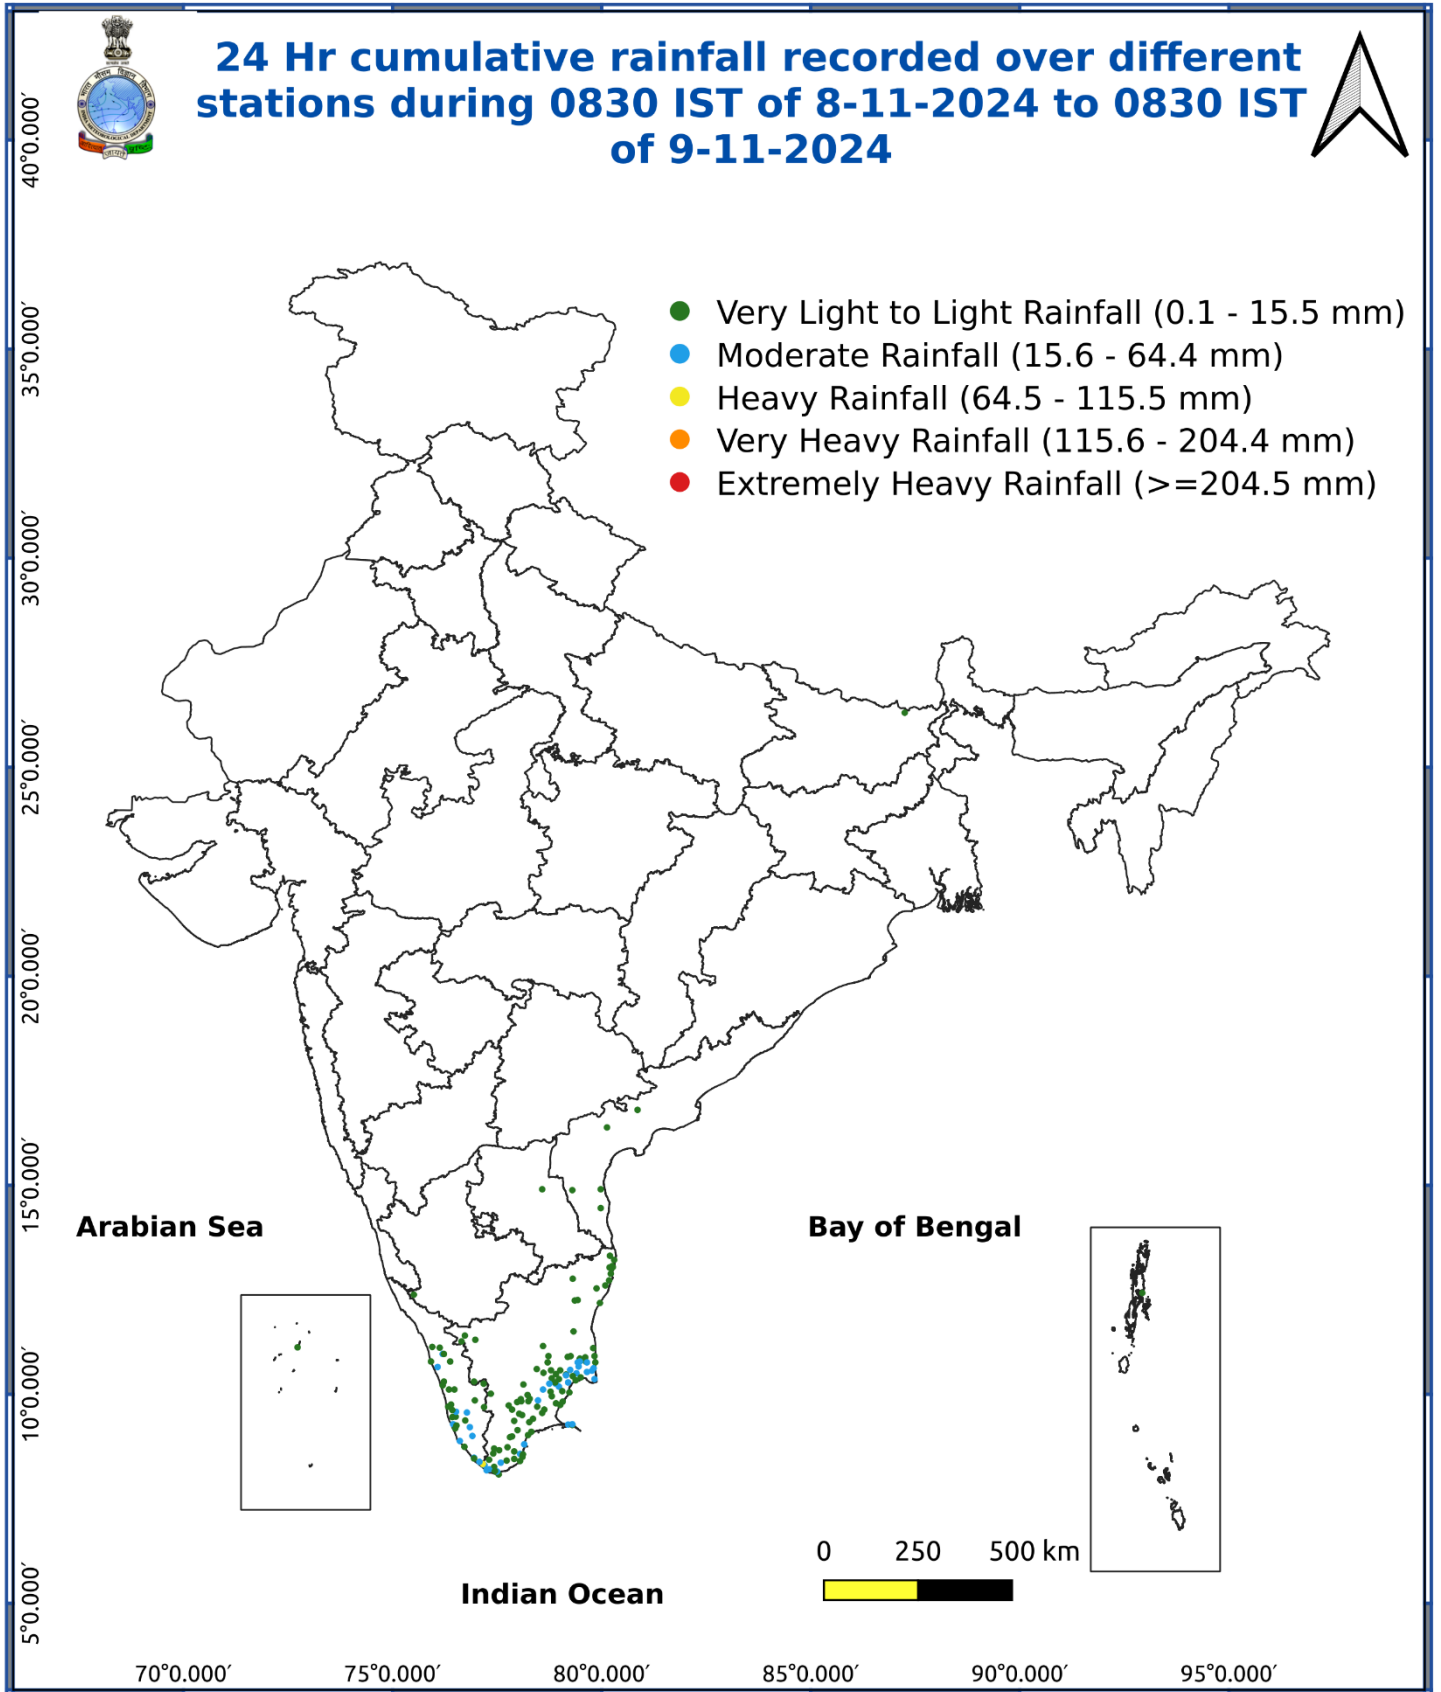 24 Hr cumulative rainfall recorded over different
stations during 0830 IST of 8-11-2024 to 0830 IST
of 9-11-2024
Very Light to Light Rainfall (0.1 - 15.5 mm)
Moderate Rainfall (15.6 - 64.4 mm)
Heavy Rainfall (64.5 - 115.5 mm)
Very Heavy Rainfall (115.6 - 204.4 mm)
Extremely Heavy Rainfall (>=204.5 mm)
40°0.000′
35°0.000′
30°0.000′
25°0.000′
20°0.000′
15°0.000′
10°0.000′
5°0.000′
Arabian Sea
Bay of Bengal
Indian Ocean
0 250 500 km
70°0.000′ 75°0.000′ 80°0.000′ 85°0.000′ 90°0.000′ 95°0.000′